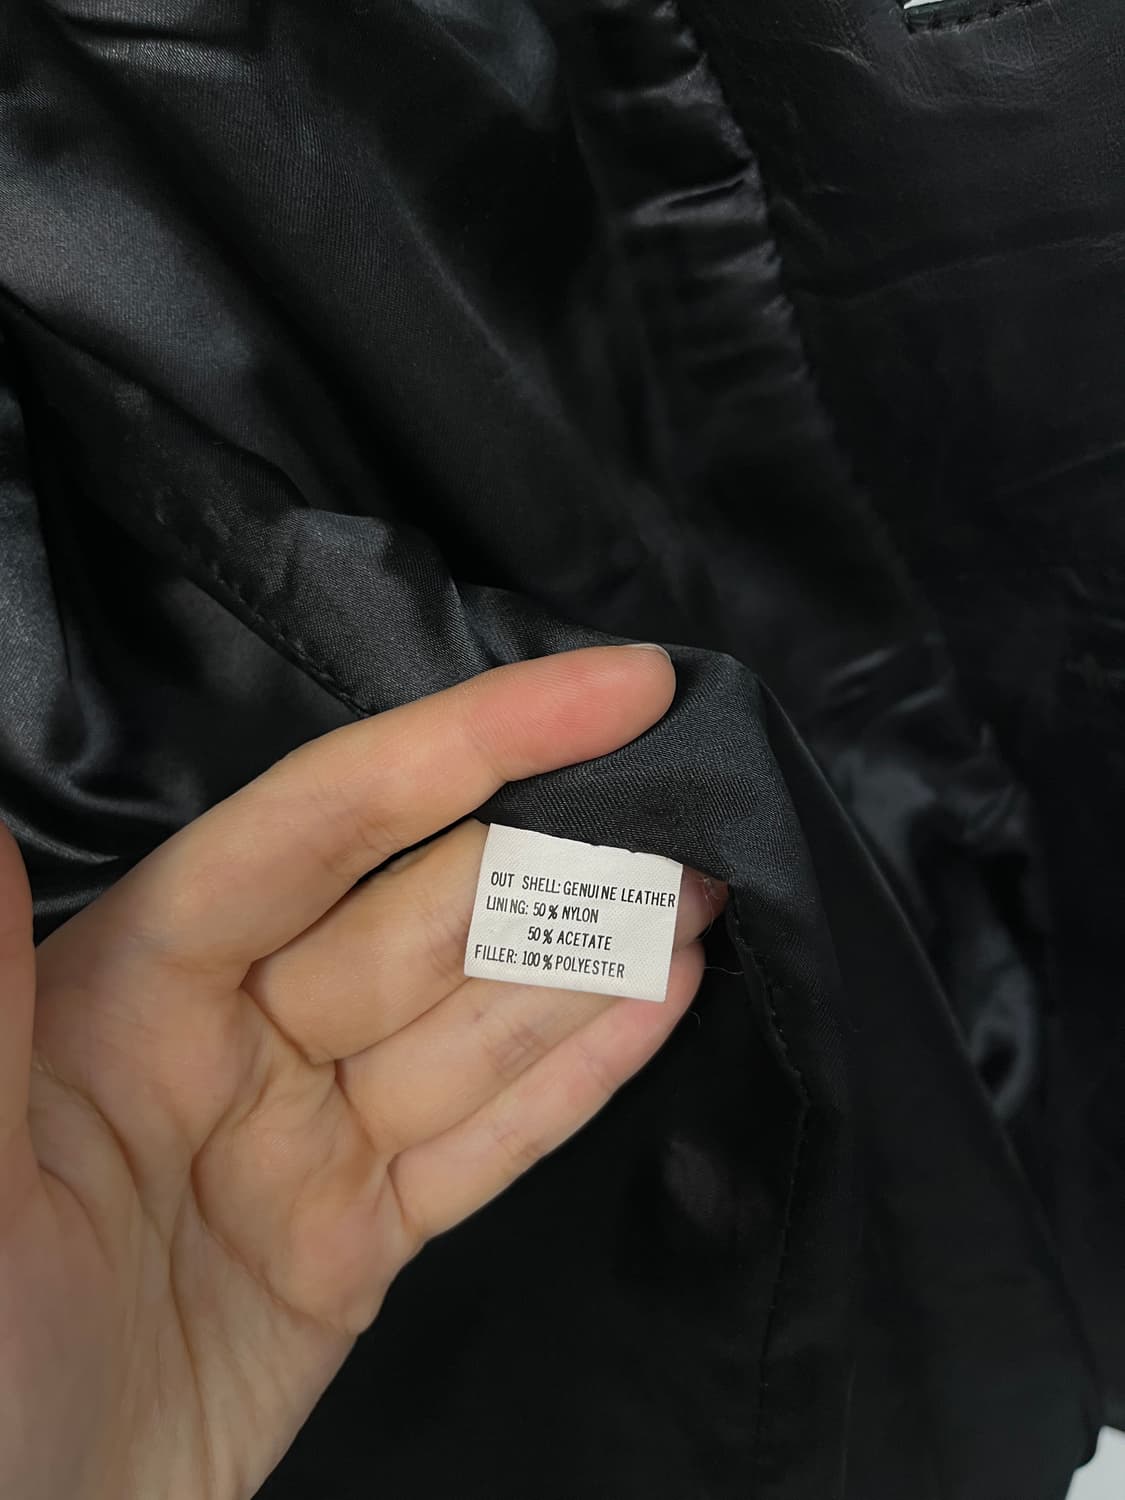 OUT SHELL: GENUINE LEATHER
LINING: 50% NYLON
50% ACETATE
FILLER: 100% POLYESTER